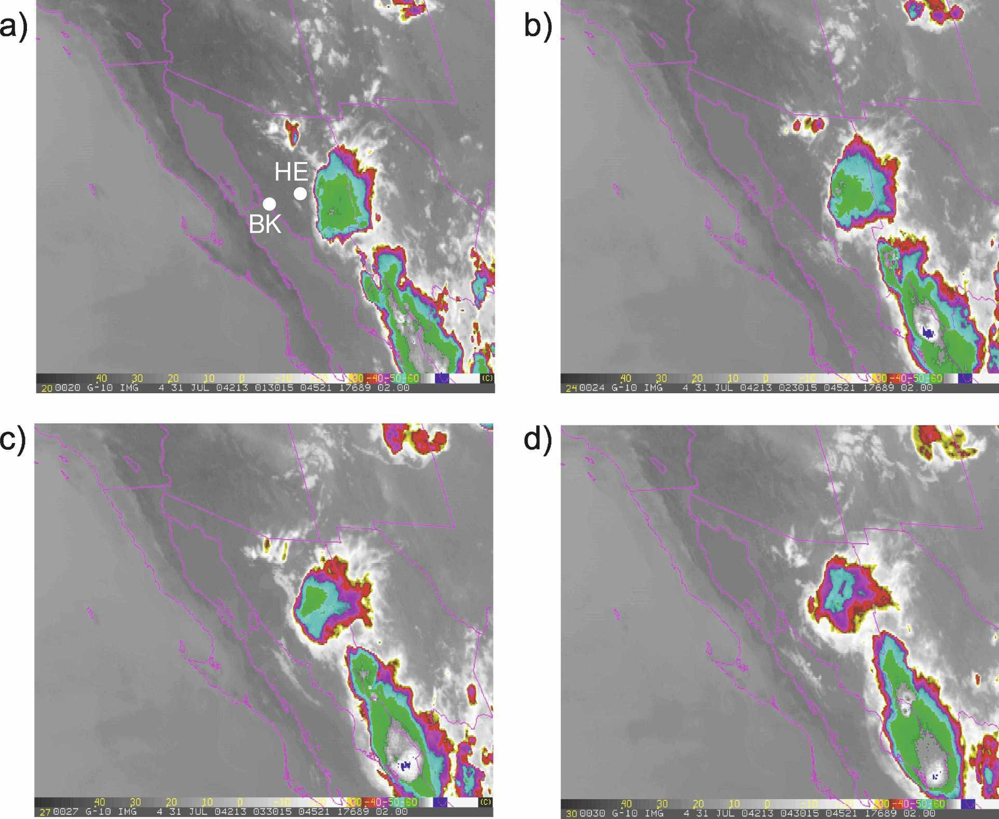 a)
HE
BK
40 30 20 10 0 -10 -20 -30 -40 -50 -60 (C)
20 0020 G-10 IMG 4 31 JUL 04213 013015 04521 17689 02.00
b)
40 30 20 10 0 -10 -20 -30 -40 -50 -60
24 0024 G-10 IMG 4 31 JUL 04213 023015 04521 17689 02.00
c)
40 30 20 10 0 -10 -20 -30 -40 -50 -60 (C)
27 0027 G-10 IMG 4 31 JUL 04213 033015 04521 17689 02.00
d)
40 30 20 10 0 -10 -20 -30 -40 -50 -60
30 0030 G-10 IMG 4 31 JUL 04213 043015 04521 17689 02.00